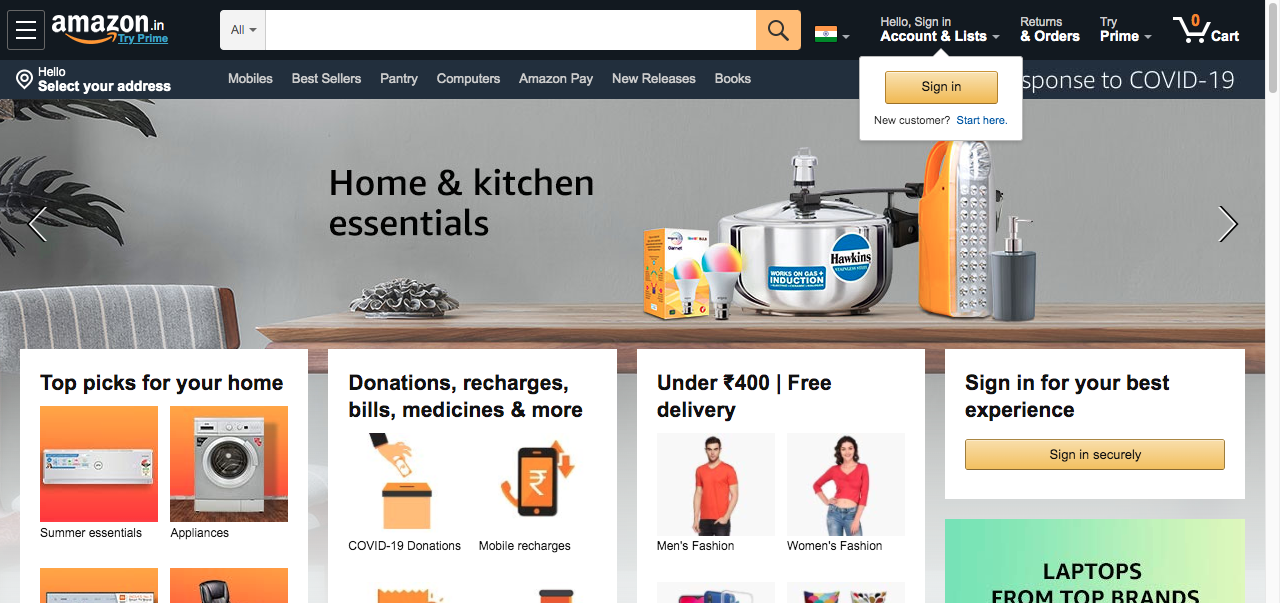 amazon.in
Try Prime
All
Hello, Sign in
Account & Lists
Returns
& Orders
Try
Prime
0
Cart
Hello
Select your address
Mobiles
Best Sellers
Pantry
Computers
Amazon Pay
New Releases
Books
sponse to COVID-19
Sign in
New customer? Start here.
Home & kitchen
essentials
Hawkins
WORKS ON GAS +
INDUCTION
Top picks for your home
Summer essentials
Appliances
Donations, recharges,
bills, medicines & more
COVID-19 Donations
Mobile recharges
Under ₹400 | Free
delivery
Men's Fashion
Women's Fashion
Sign in for your best
experience
Sign in securely
LAPTOPS
FROM TOP BRANDS